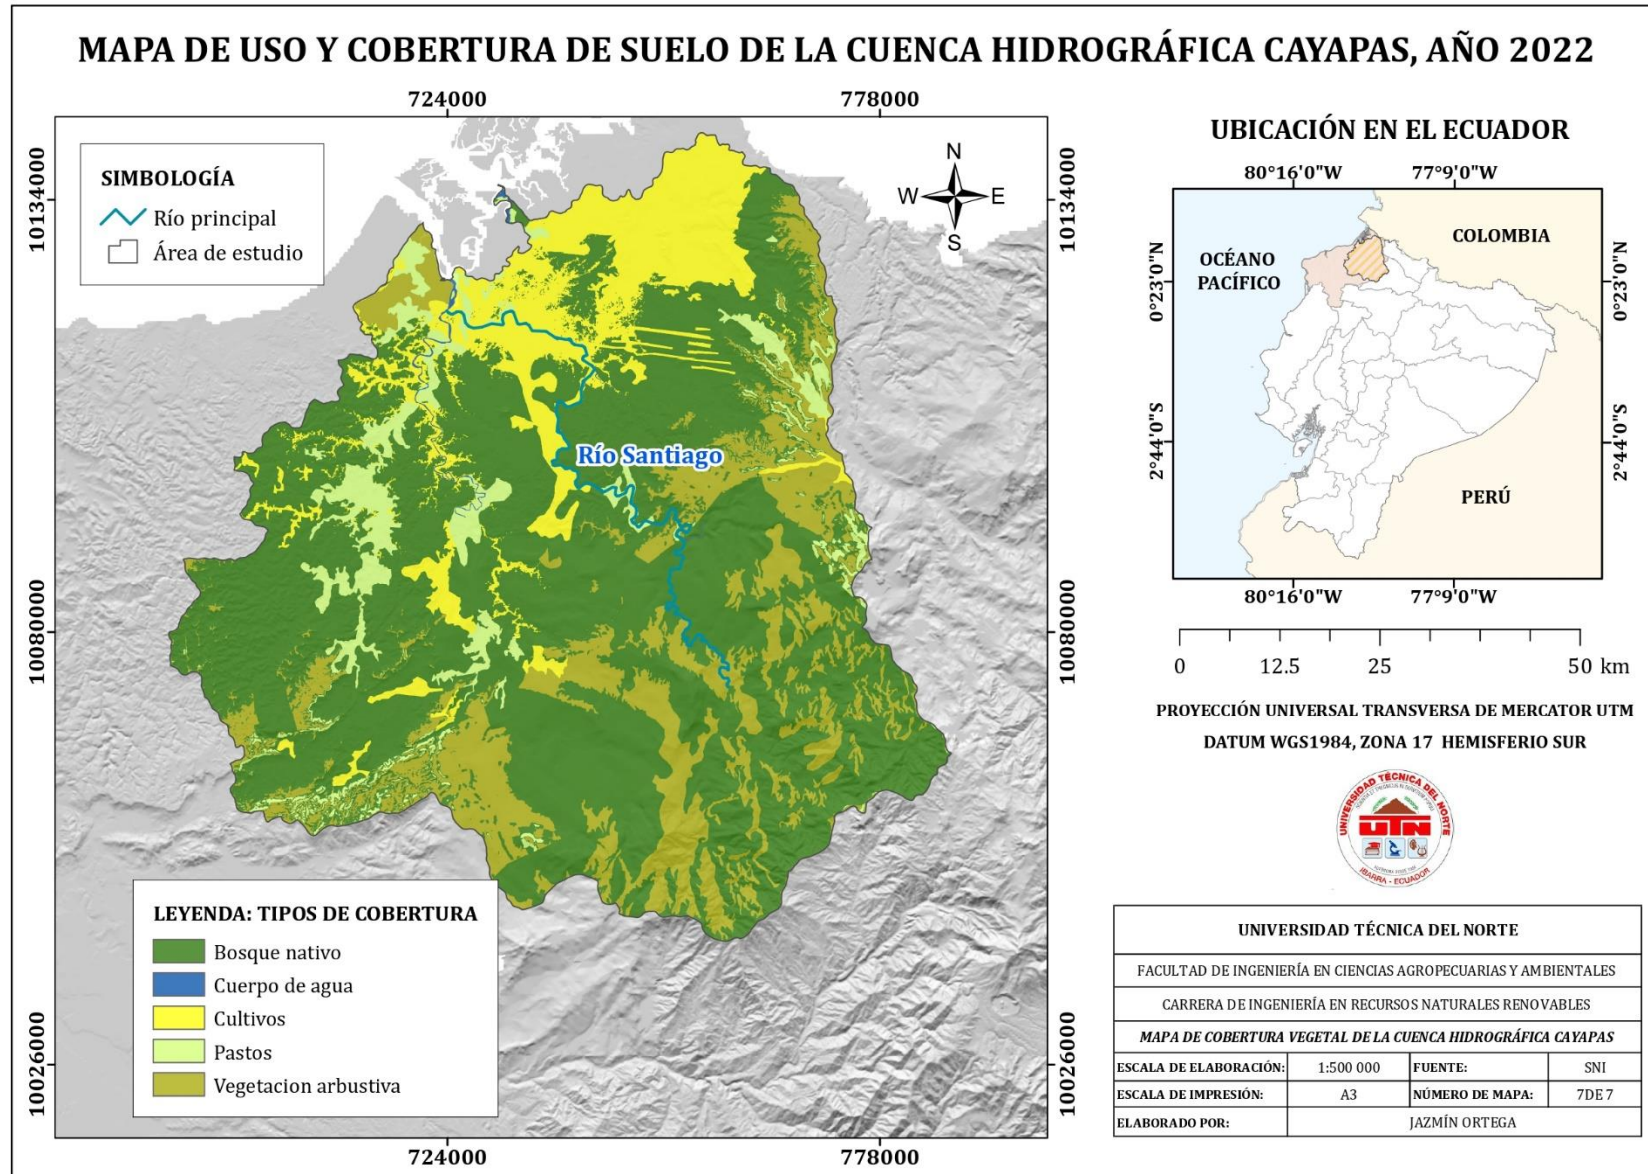 MAPA DE USO Y COBERTURA DE SUELO DE LA CUENCA HIDROGRÁFICA CAYAPAS, AÑO 2022
724000
778000
10134000
10134000
SIMBOLOGÍA
Río principal
Área de estudio
N
W
E
S
Río Santiago
10080000
10080000
LEYENDA: TIPOS DE COBERTURA
Bosque nativo
Cuerpo de agua
Cultivos
Pastos
Vegetacion arbustiva
10026000
10026000
724000
778000
UBICACIÓN EN EL ECUADOR
80°16'0"W
77°9'0"W
COLOMBIA
OCÉANO
PACÍFICO
0°23'0"N
0°23'0"N
2°44'0"S
2°44'0"S
PERÚ
80°16'0"W
77°9'0"W
0 12.5 25 50 km
PROYECCIÓN UNIVERSAL TRANSVERSA DE MERCATOR UTM
DATUM WGS1984, ZONA 17 HEMISFERIO SUR
UNIVERSIDAD TÉCNICA DEL NORTE
UTN
IBARRA - ECUADOR
UNIVERSIDAD TÉCNICA DEL NORTE
FACULTAD DE INGENIERÍA EN CIENCIAS AGROPECUARIAS Y AMBIENTALES
CARRERA DE INGENIERÍA EN RECURSOS NATURALES RENOVABLES
MAPA DE COBERTURA VEGETAL DE LA CUENCA HIDROGRÁFICA CAYAPAS
ESCALA DE ELABORACIÓN: 1:500 000 FUENTE: SNI
ESCALA DE IMPRESIÓN: A3 NÚMERO DE MAPA: 7DE 7
ELABORADO POR: JAZMÍN ORTEGA